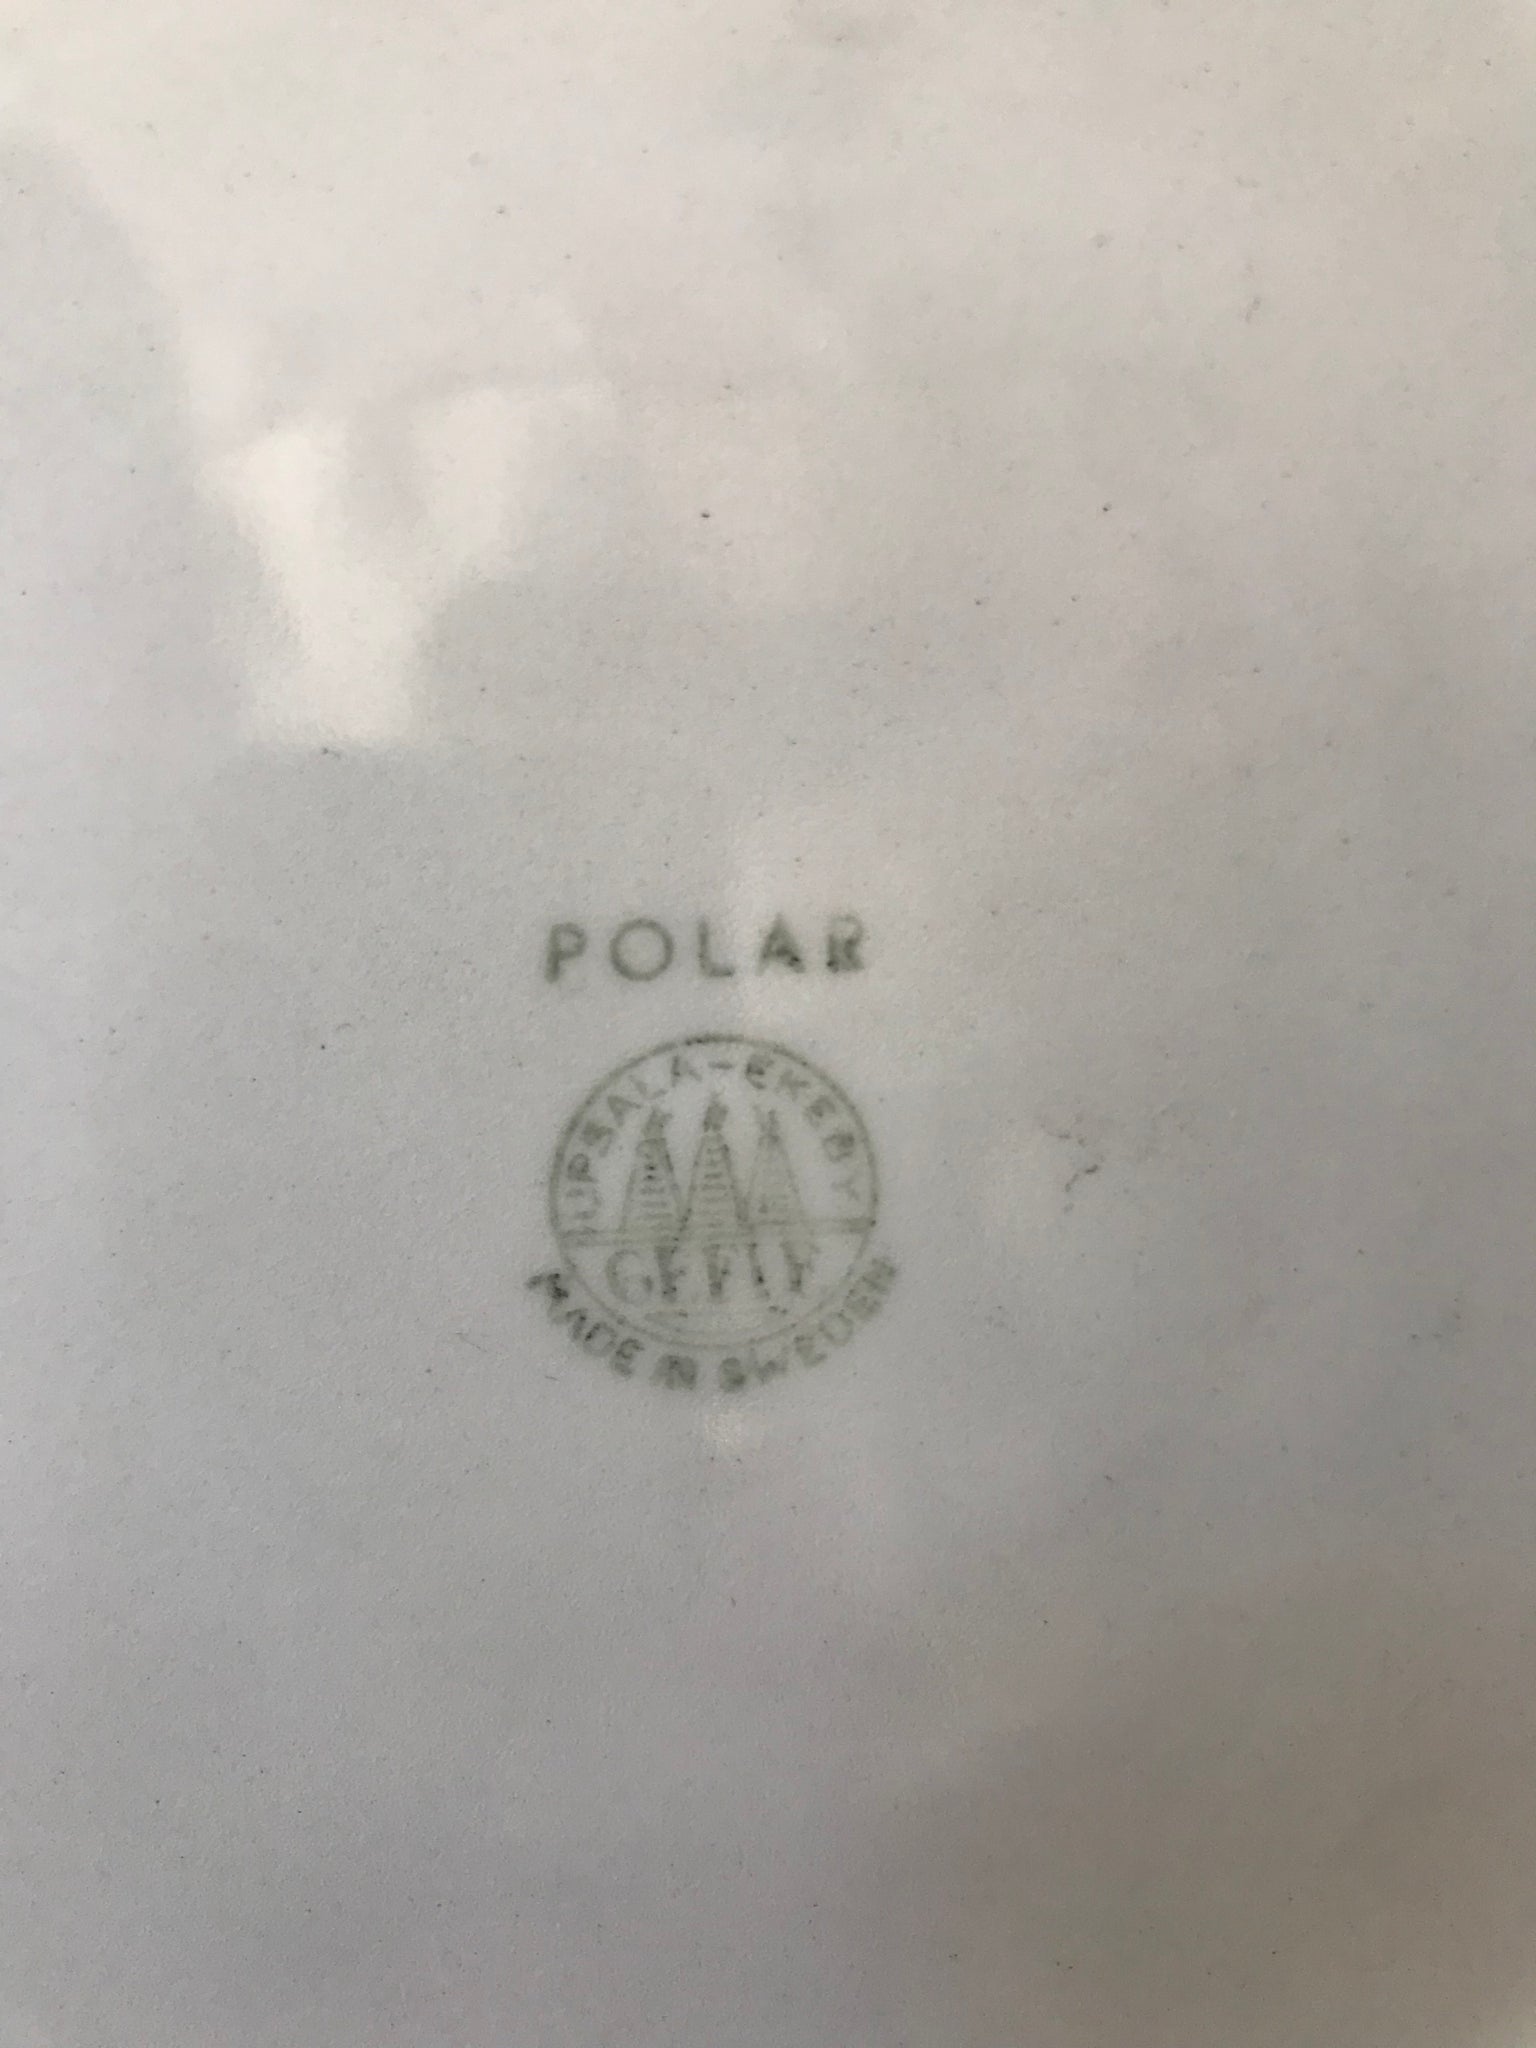 POLAR
UPSALA-EKEBY
GEFLE
MADE IN SWEDEN